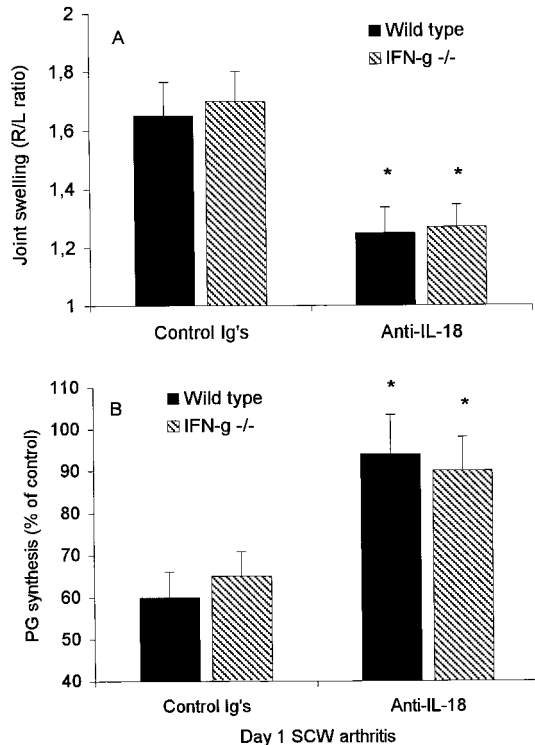 A
Wild type
IFN-g -/-
Joint swelling (R/L ratio)
2
1,8
1,6
1,4
1,2
1
* *
Control Ig's Anti-IL-18
B
Wild type
IFN-g -/-
PG synthesis (% of control)
110
100
90
80
70
60
50
40
* *
Control Ig's Anti-IL-18
Day 1 SCW arthritis